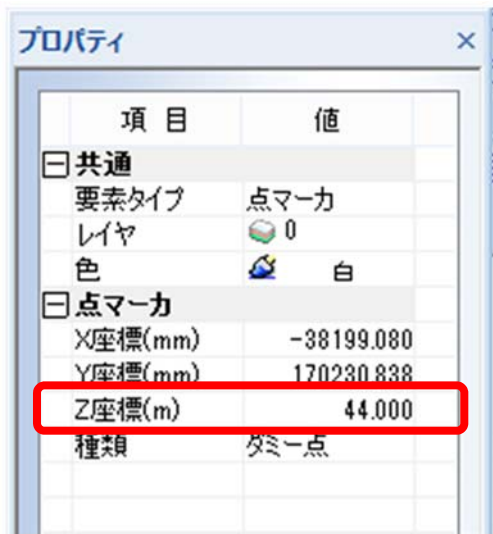 プロパティ
項 目 値
共通
要素タイプ 点マーカ
レイヤ 0
色 白
点マーカ
X座標(mm) -38199.080
Y座標(mm) 170230.838
Z座標(m) 44.000
種類 ダミー点